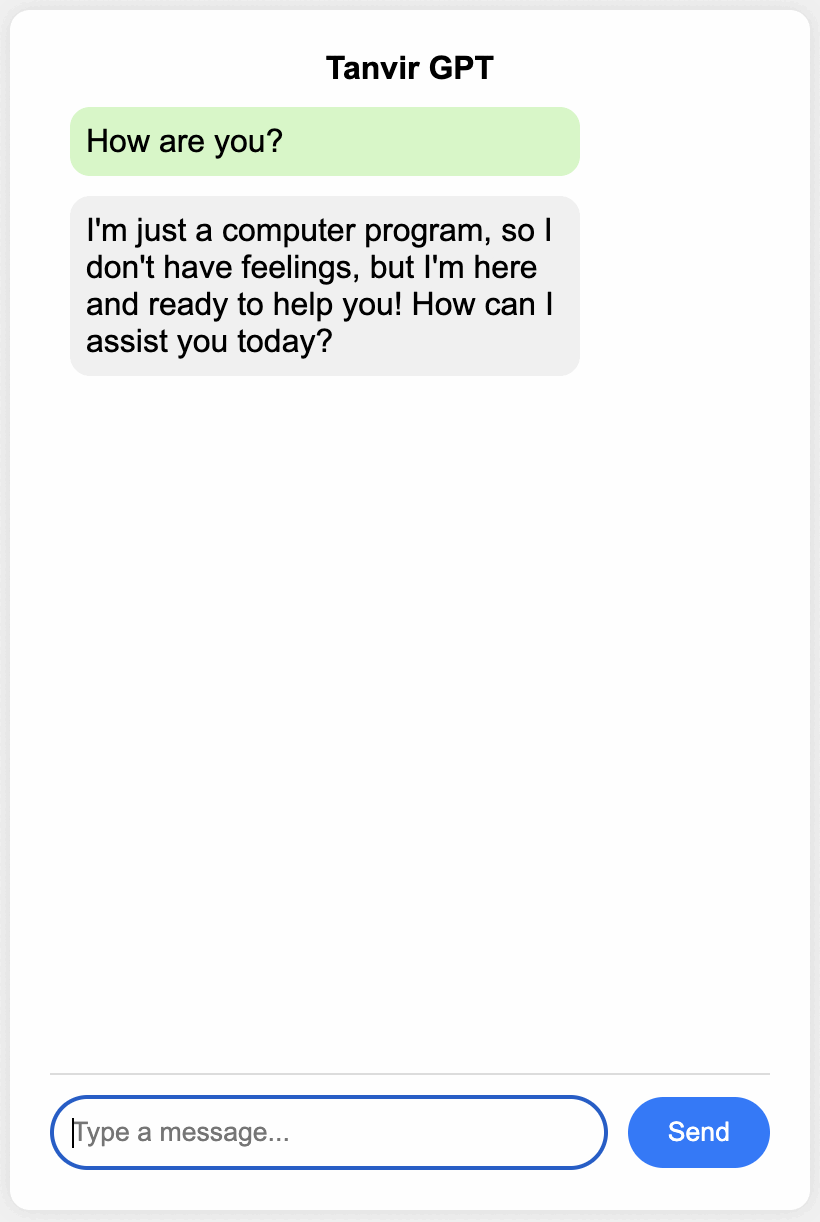 Tanvir GPT
How are you?
I'm just a computer program, so I
don't have feelings, but I'm here
and ready to help you! How can I
assist you today?
Type a message...
Send